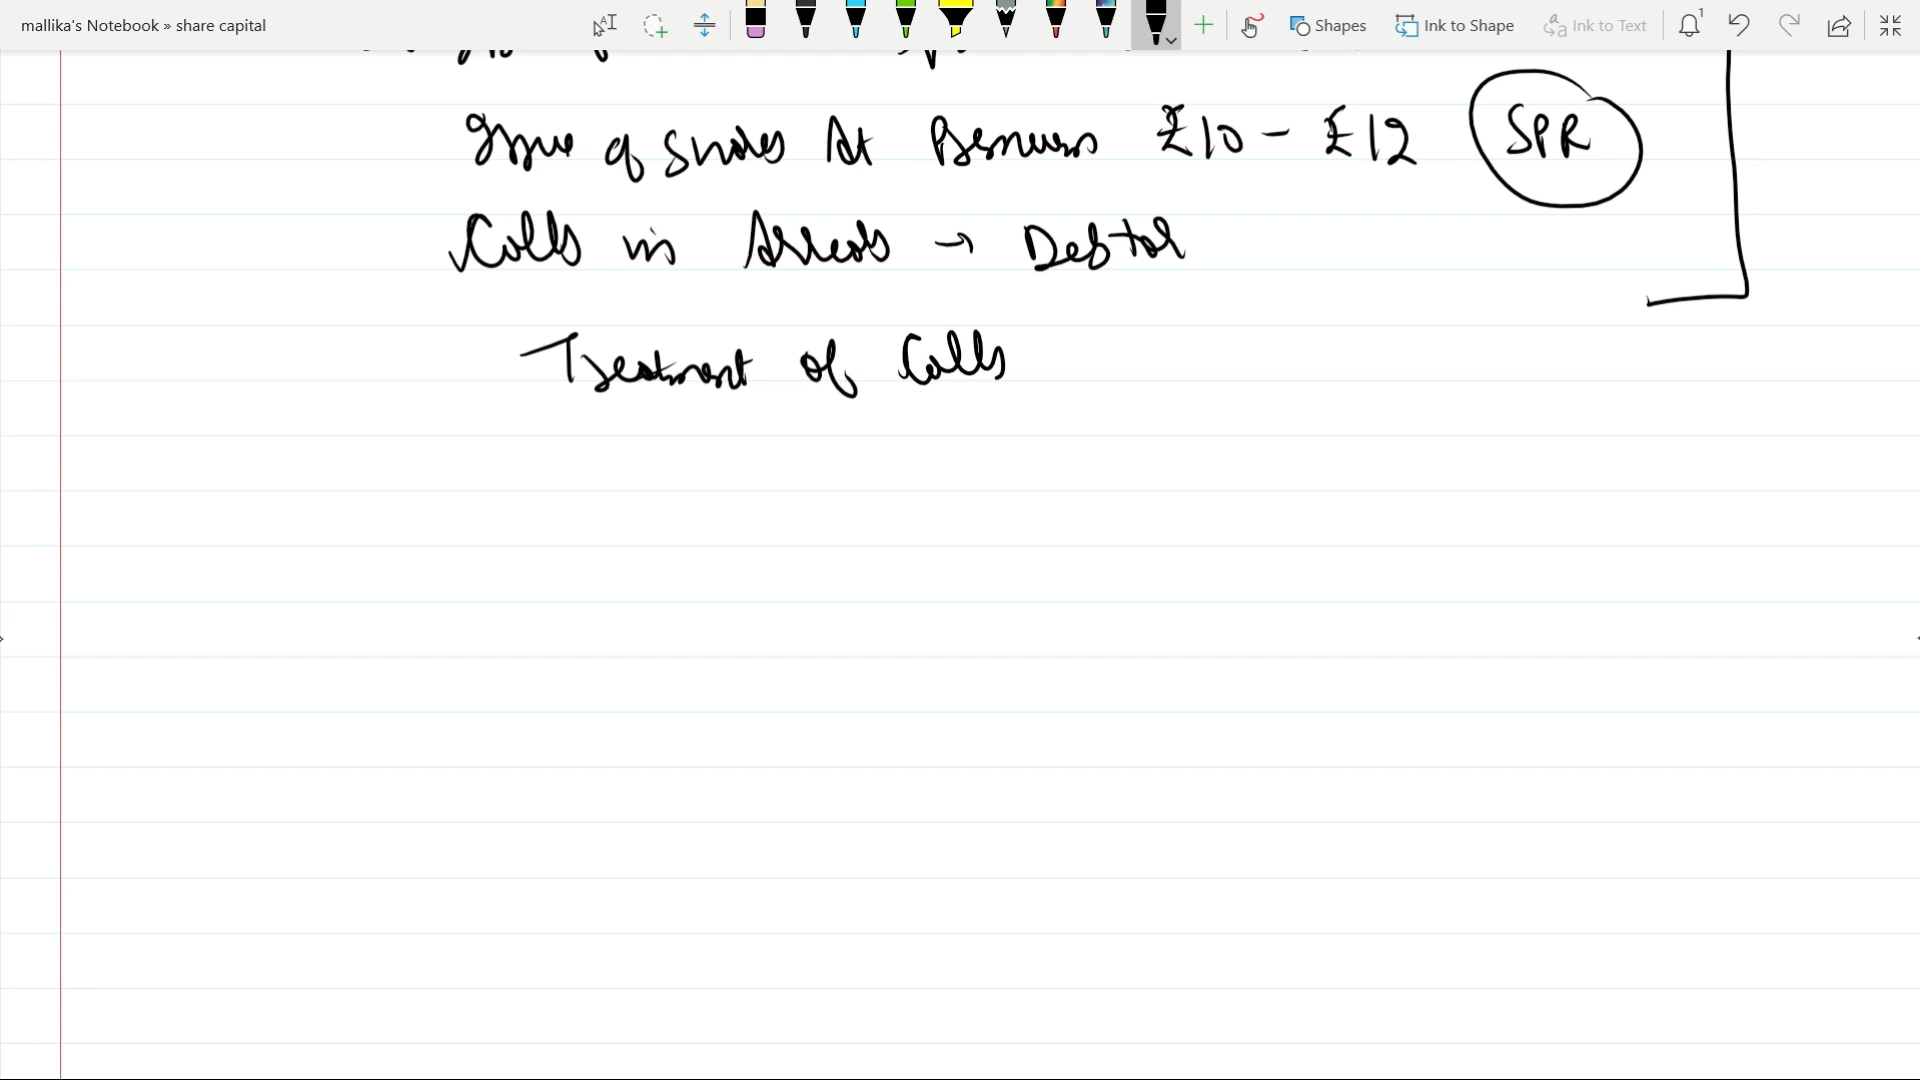 mallika's Notebook » share capital
Shapes
Ink to Shape
Ink to Text
1
Issue of Shares At Premium £10 - £12 SPR
Calls in Arrears → Debtor
Treatment of Calls